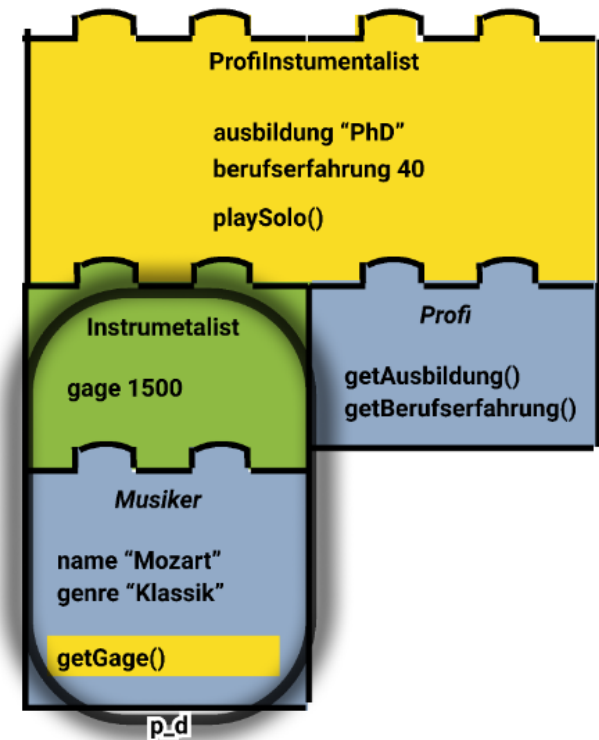 ProfiInstumentalist
ausbildung “PhD”
berufserfahrung 40
playSolo()
Instrumetalist
gage 1500
Profi
getAusbildung()
getBerufserfahrung()
Musiker
name “Mozart”
genre “Klassik”
getGage()
p_d